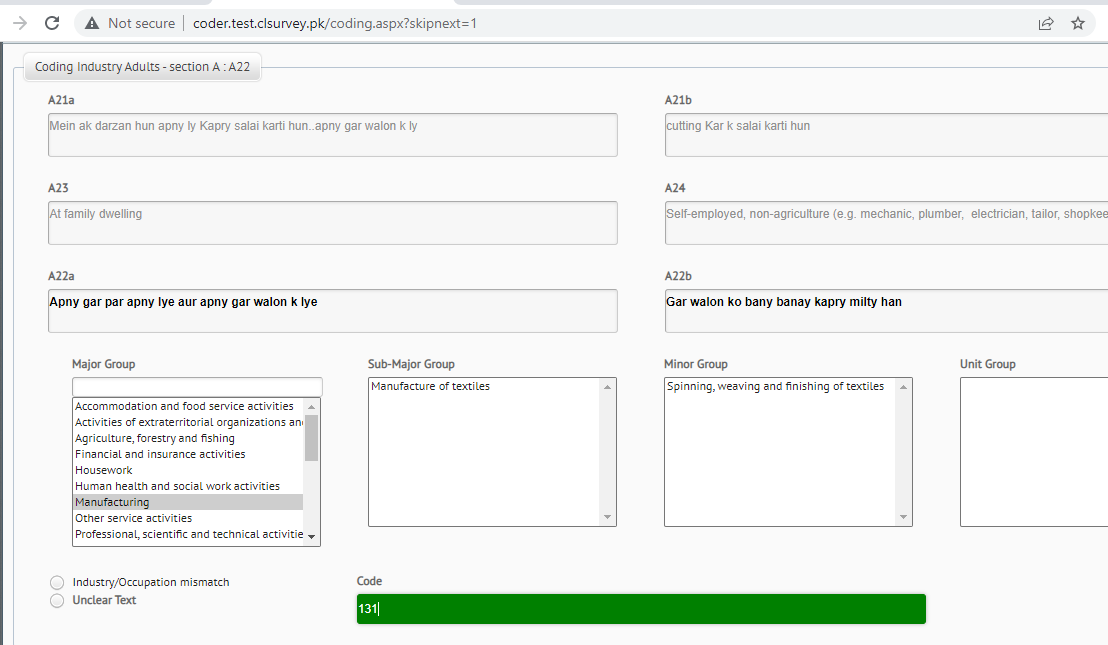 Not secure | coder.test.clsurvey.pk/coding.aspx?skipnext=1
Coding Industry Adults - section A : A22
A21a
A21b
Mein ak darzan hun apny ly Kapry salai karti hun..apny gar walon k ly
cutting Kar k salai karti hun
A23
A24
At family dwelling
Self-employed, non-agriculture (e.g. mechanic, plumber, electrician, tailor, shopkee
A22a
A22b
Apny gar par apny lye aur apny gar walon k lye
Gar walon ko bany banay kapry milty han
Major Group
Sub-Major Group
Minor Group
Unit Group
Manufacture of textiles
Spinning, weaving and finishing of textiles
Accommodation and food service activities
Activities of extraterritorial organizations an
Agriculture, forestry and fishing
Financial and insurance activities
Housework
Human health and social work activities
Manufacturing
Other service activities
Professional, scientific and technical activitie
Industry/Occupation mismatch
Unclear Text
Code
131